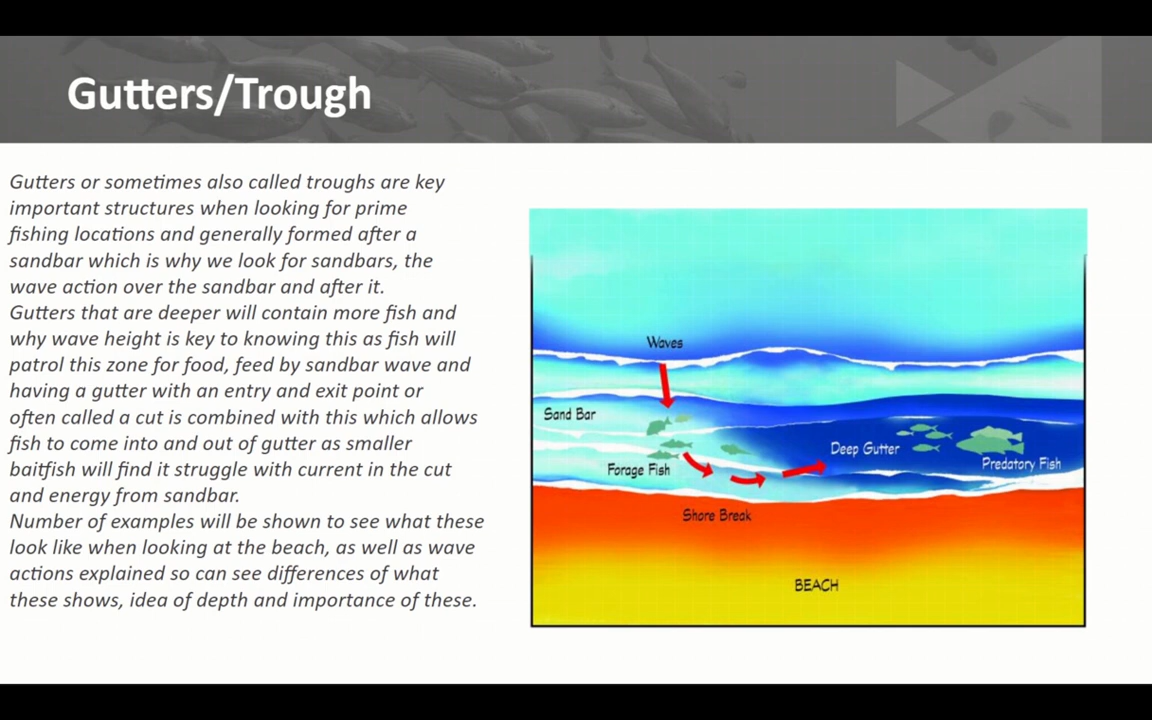 Gutters/Trough
Gutters or sometimes also called troughs are key
important structures when looking for prime
fishing locations and generally formed after a
sandbar which is why we look for sandbars, the
wave action over the sandbar and after it.
Gutters that are deeper will contain more fish and
why wave height is key to knowing this as fish will
patrol this zone for food, feed by sandbar wave and
having a gutter with an entry and exit point or
often called a cut is combined with this which allows
fish to come into and out of gutter as smaller
baitfish will find it struggle with current in the cut
and energy from sandbar.
Number of examples will be shown to see what these
look like when looking at the beach, as well as wave
actions explained so can see differences of what
these shows, idea of depth and importance of these.
Waves
Sand Bar
Deep Gutter
Predatory Fish
Forage Fish
Shore Break
BEACH